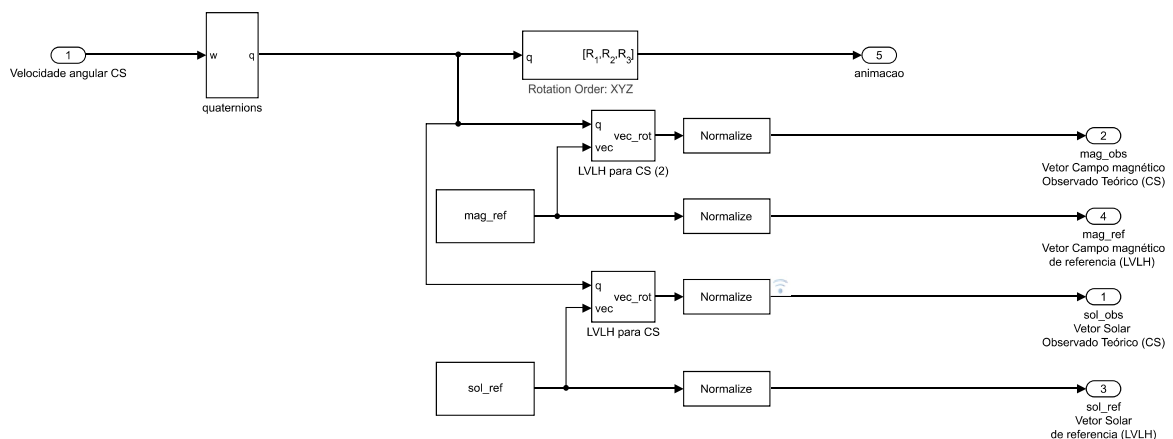 1
Velocidade angular CS
w
q
quaternions
q
[R1,R2,R3]
Rotation Order: XYZ
5
animacao
q
vec
vec_rot
LVLH para CS (2)
Normalize
2
mag_obs
Vetor Campo magnético
Observado Teórico (CS)
mag_ref
Normalize
4
mag_ref
Vetor Campo magnético
de referencia (LVLH)
q
vec
vec_rot
LVLH para CS
Normalize
1
sol_obs
Vetor Solar
Observado Teórico (CS)
sol_ref
Normalize
3
sol_ref
Vetor Solar
de referencia (LVLH)